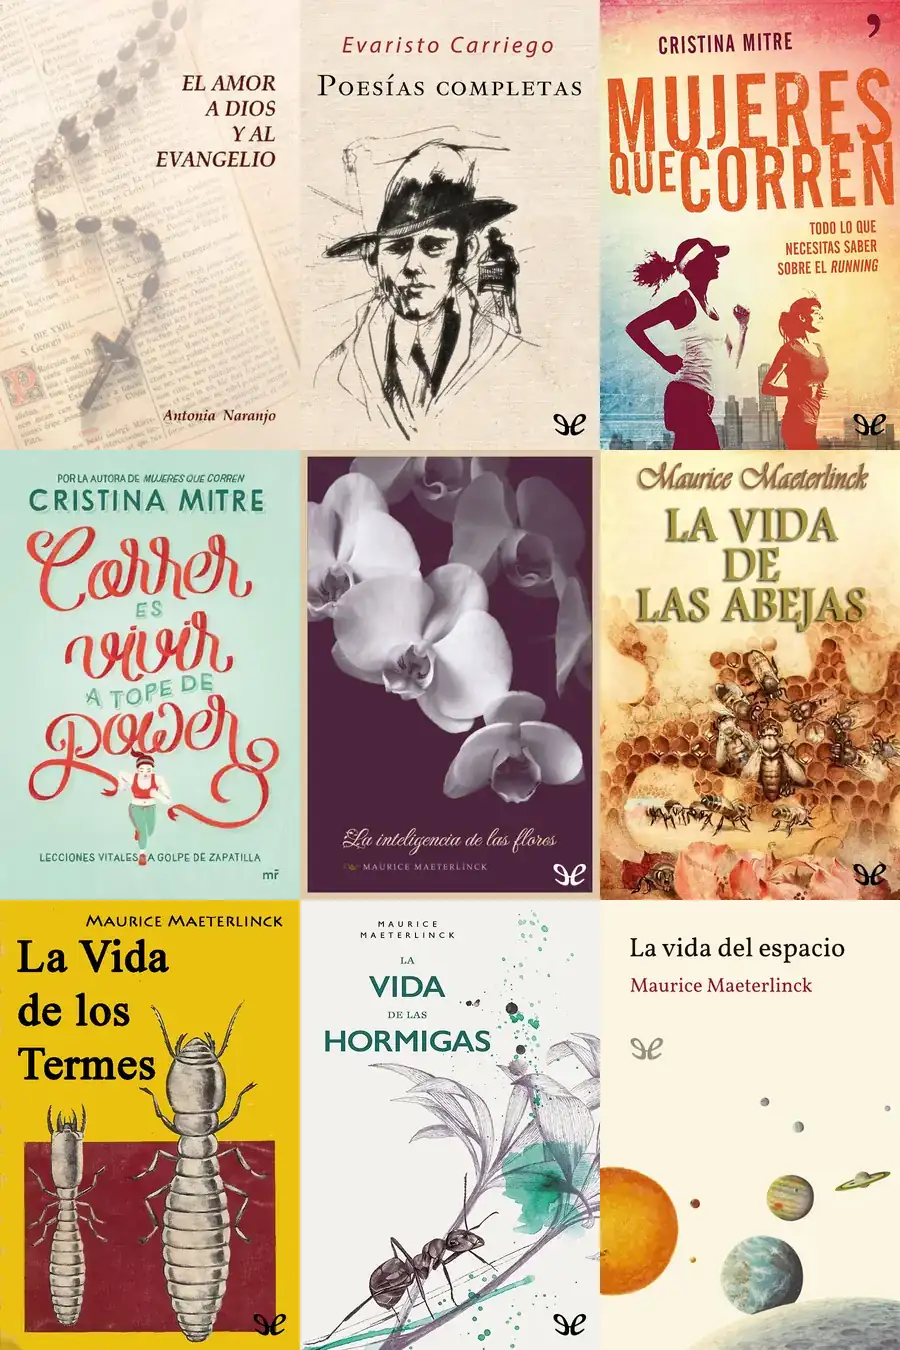 EL AMOR
A DIOS
Y AL
EVANGELIO
Antonia Naranjo
Evaristo Carriego
POESÍAS COMPLETAS
CRISTINA MITRE
MUJERES
QUE CORREN
TODO LO QUE
NECESITAS SABER
SOBRE EL RUNNING
POR LA AUTORA DE MUJERES QUE CORREN
CRISTINA MITRE
Correr
ES
vivir
A TOPE DE
power
LECCIONES VITALES A GOLPE DE ZAPATILLA
mr
La inteligencia de las flores
MAURICE MAETERLINCK
Maurice Maeterlinck
LA VIDA
DE
LAS ABEJAS
MAURICE MAETERLINCK
La Vida
de los
Termes
MAURICE
MAETERLINCK
LA
VIDA
DE LAS
HORMIGAS
La vida del espacio
Maurice Maeterlinck